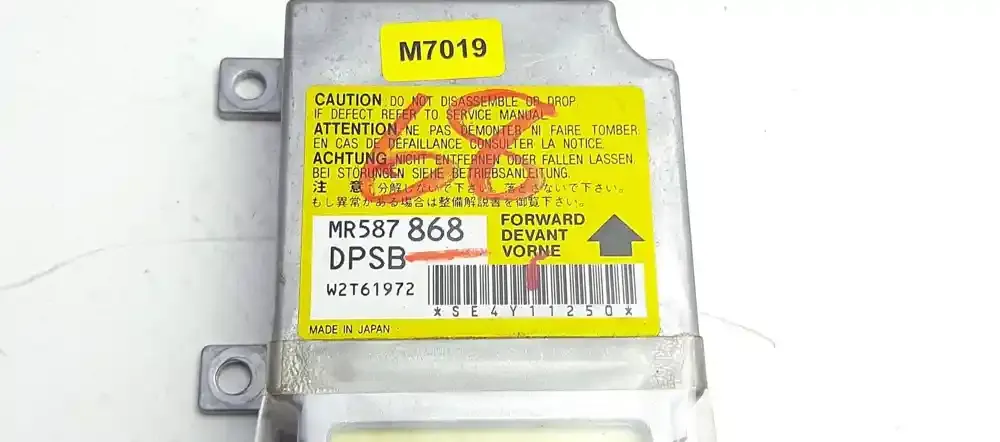 M7019
CAUTION DO NOT DISASSEMBLE OR DROP
IF DEFECT REFER TO SERVICE MANUAL
ATTENTION NE PAS DÉMONTER NI FAIRE TOMBER
EN CAS DE DÉFAILLANCE CONSULTER LA NOTICE.
ACHTUNG NICHT ENTFERNEN ODER FALLEN LASSEN.
BEI STÖRUNGEN SIEHE BETRIEBSANLEITUNG.
注 意 分解しないで下さい。落とさないで下さい。
もし異常がある場合は整備解説書を御覧下さい。
68
MR587 868
DPSB
W2T61972
FORWARD
DEVANT
VORNE
*SE4Y11250*
MADE IN JAPAN